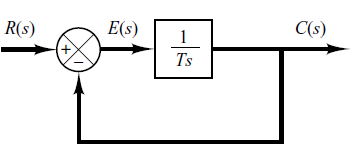 R(s) E(s) C(s)
+
−
1
Ts